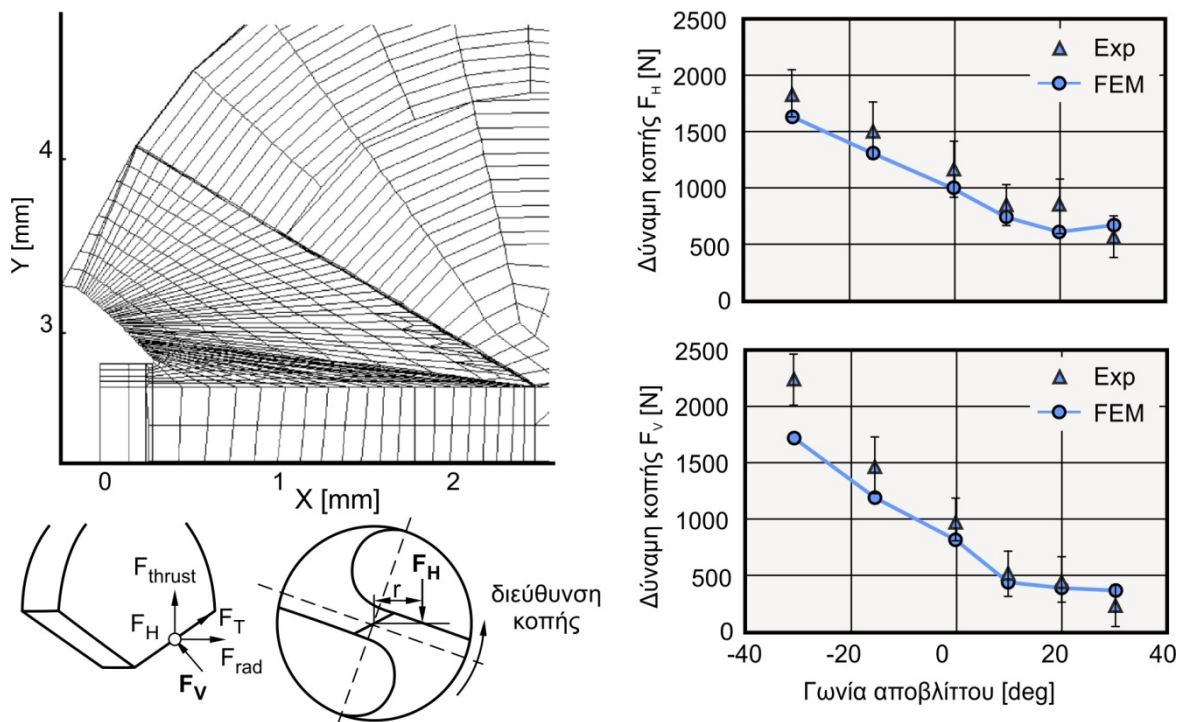 4
3
Y [mm]
0 1 2
X [mm]
F_thrust
F_H
F_T
F_rad
F_V
F_H
r
διεύθυνση
κοπής
2500
2000
1500
1000
500
0
Δύναμη κοπής F_H [N]
Exp
FEM
2500
2000
1500
1000
500
0
Δύναμη κοπής F_V [N]
Exp
FEM
-40 -20 0 20 40
Γωνία αποβλίττου [deg]